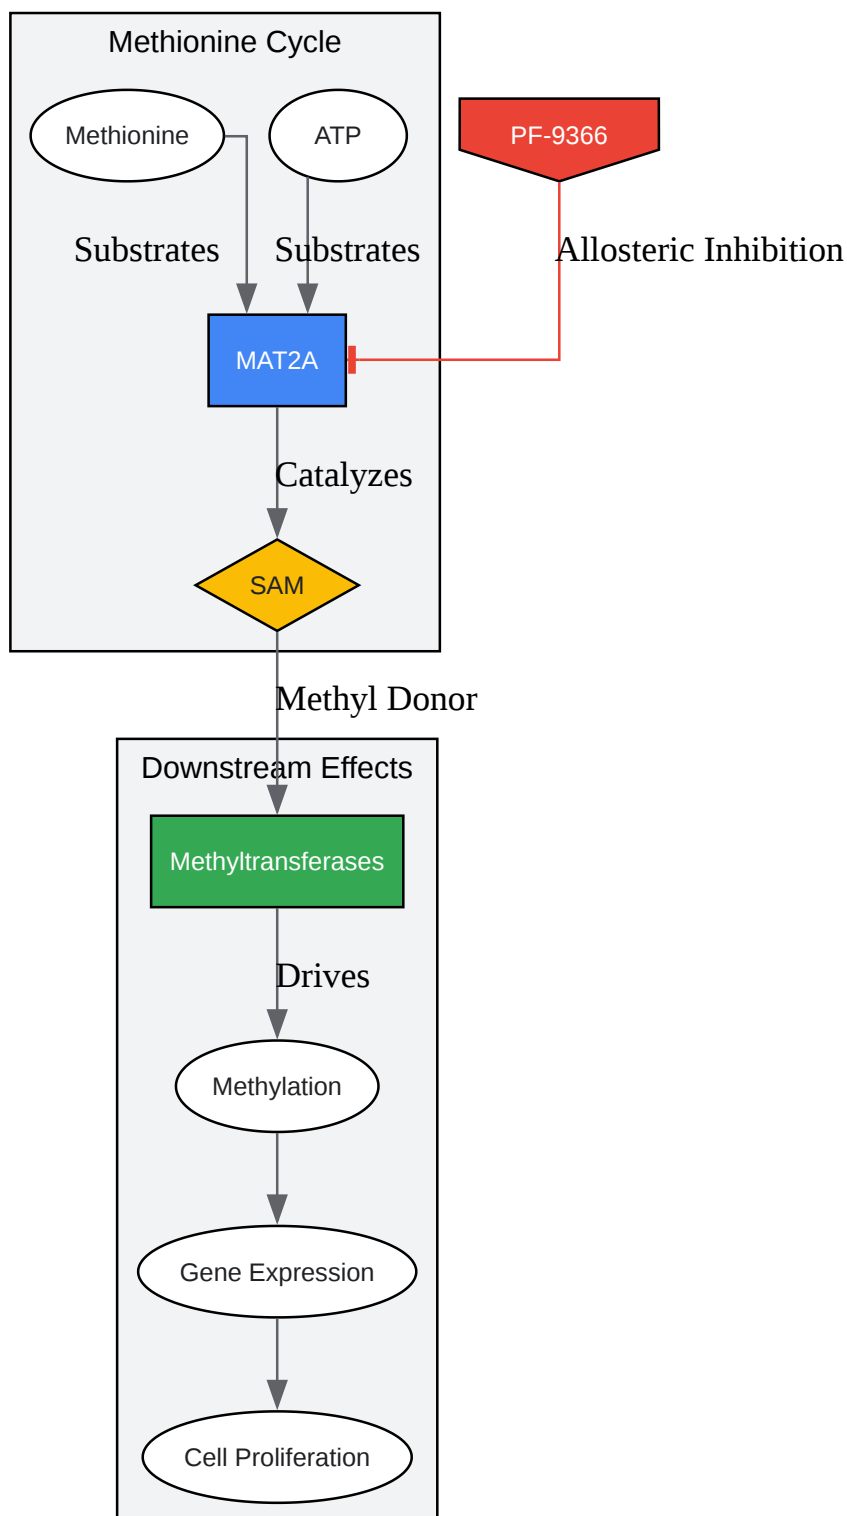 Methionine Cycle
Methionine
ATP
PF-9366
Substrates
Substrates
Allosteric Inhibition
MAT2A
Catalyzes
SAM
Methyl Donor
Downstream Effects
Methyltransferases
Drives
Methylation
Gene Expression
Cell Proliferation